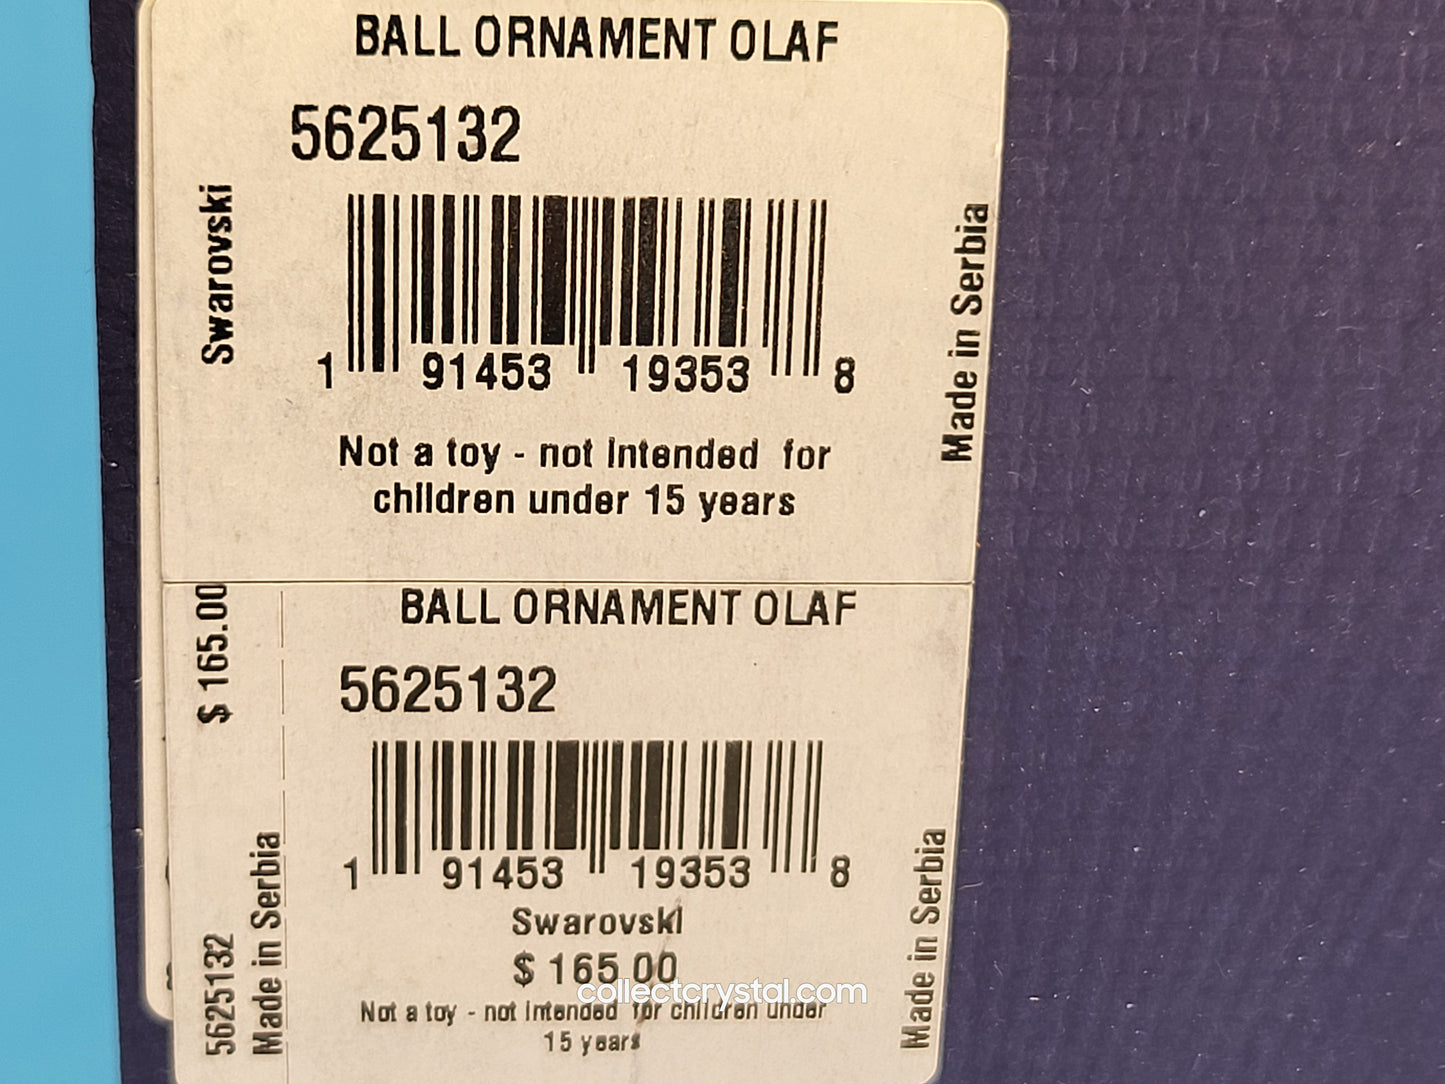 BALL ORNAMENT OLAF
5625132
Swarovski
Made in Serbia
1 91453 19353 8
Not a toy - not intended for
children under 15 years
BALL ORNAMENT OLAF
$ 165.00
5625132
1 91453 19353 8
5625132
Made in Serbia
Made in Serbia
Swarovski
$ 165.00
collectcrystal.com
Not a toy - not intended for children under
15 years